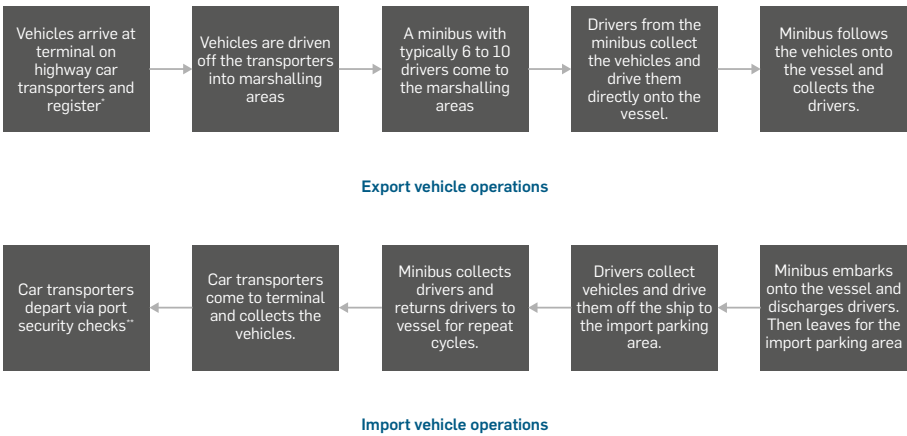 Vehicles arrive at
terminal on
highway car
transporters and
register*
Vehicles are driven
off the transporters
into marshalling
areas
A minibus with
typically 6 to 10
drivers come to
the marshalling
areas
Drivers from the
minibus collect
the vehicles and
drive them
directly onto the
vessel.
Minibus follows
the vehicles onto
the vessel and
collects the
drivers.
Export vehicle operations
Car transporters
depart via port
security checks**
Car transporters
come to terminal
and collects the
vehicles.
Minibus collects
drivers and
returns drivers to
vessel for repeat
cycles.
Drivers collect
vehicles and drive
them off the ship to
the import parking
area.
Minibus embarks
onto the vessel and
discharges drivers.
Then leaves for the
import parking area
Import vehicle operations